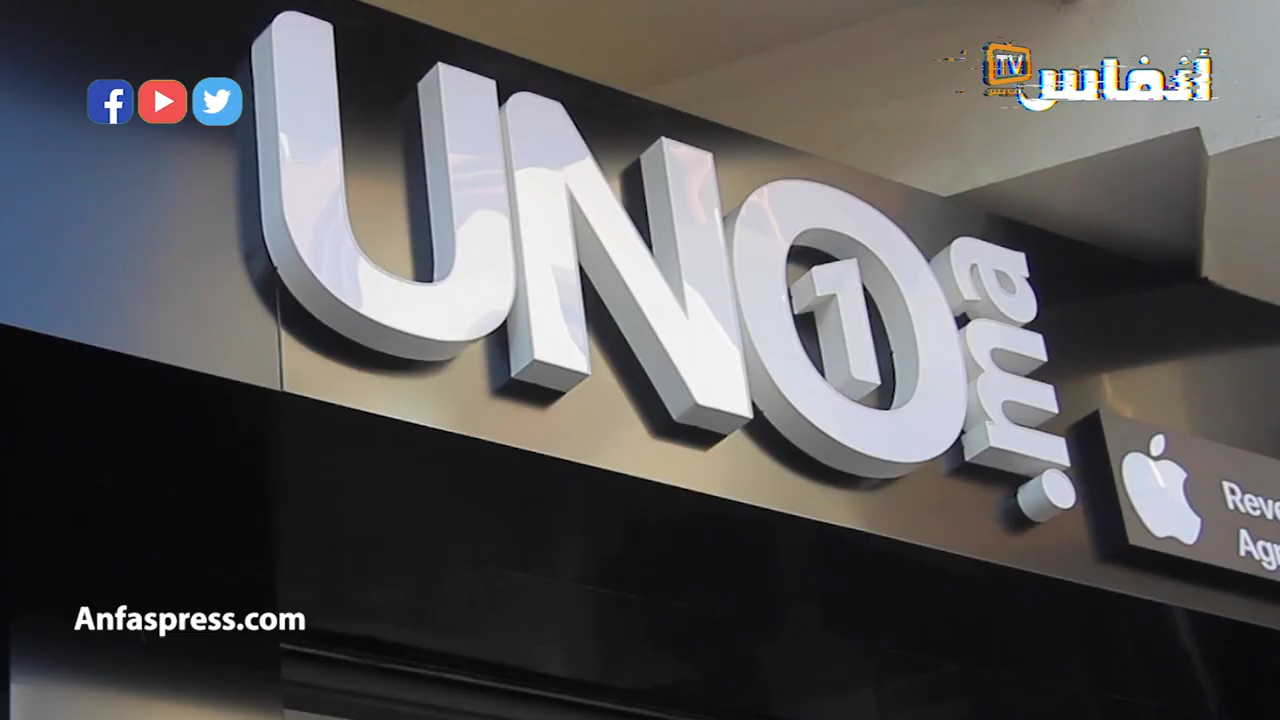 أنفاس
TV
UNO
1
.ma
Reve
Agr
Anfaspress.com